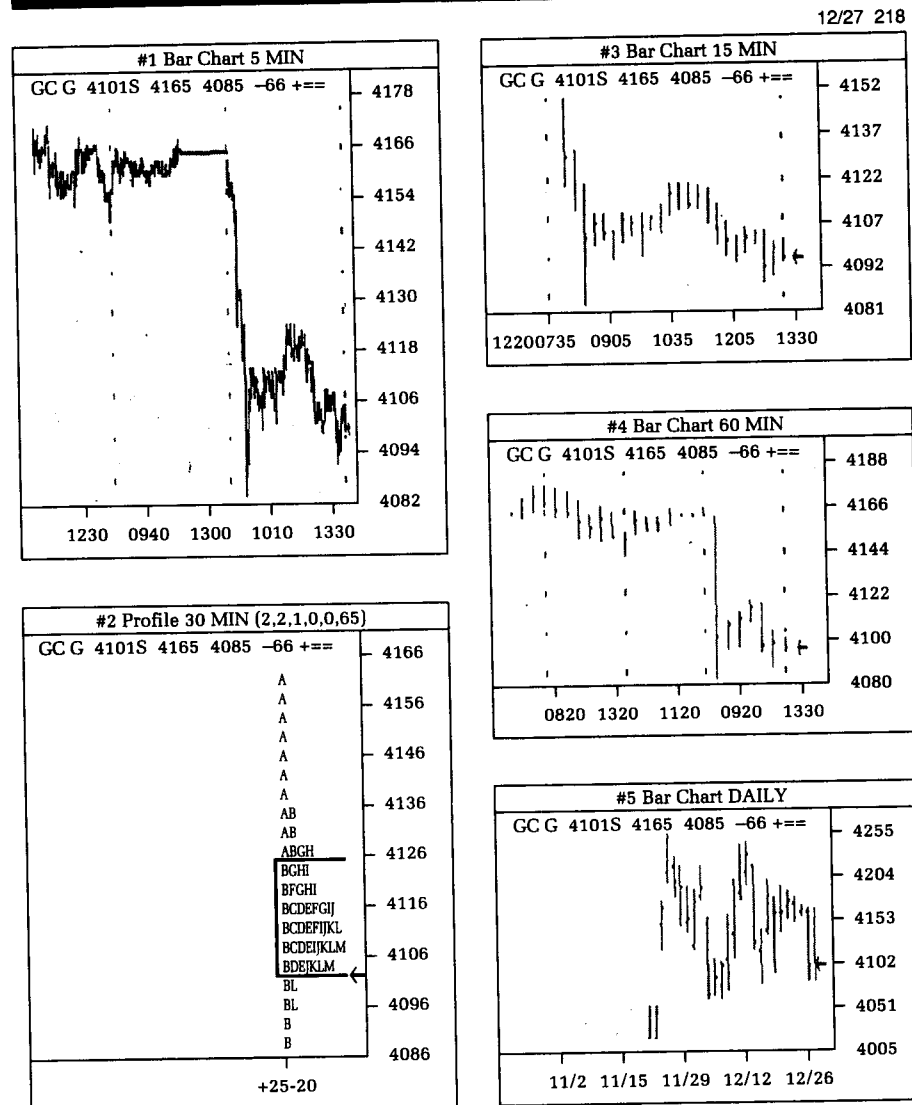 12/27 218
#1 Bar Chart 5 MIN
GC G 4101S 4165 4085 –66 +==
4178
4166
4154
4142
4130
4118
4106
4094
4082
1230 0940 1300 1010 1330
#2 Profile 30 MIN (2,2,1,0,0,65)
GC G 4101S 4165 4085 –66 +==
4166
A
A 4156
A
A
A 4146
A
A 4136
AB
AB
ABGH 4126
BGHI
BFGHI
BCDEFGIJ 4116
BCDEFIJKL
BCDEIJKLM 4106
BDEJKLM
BL
BL 4096
B
B
4086
+25-20
#3 Bar Chart 15 MIN
GC G 4101S 4165 4085 –66 +==
4152
4137
4122
4107
4092
4081
12200735 0905 1035 1205 1330
#4 Bar Chart 60 MIN
GC G 4101S 4165 4085 –66 +==
4188
4166
4144
4122
4100
4080
0820 1320 1120 0920 1330
#5 Bar Chart DAILY
GC G 4101S 4165 4085 –66 +==
4255
4204
4153
4102
4051
4005
11/2 11/15 11/29 12/12 12/26